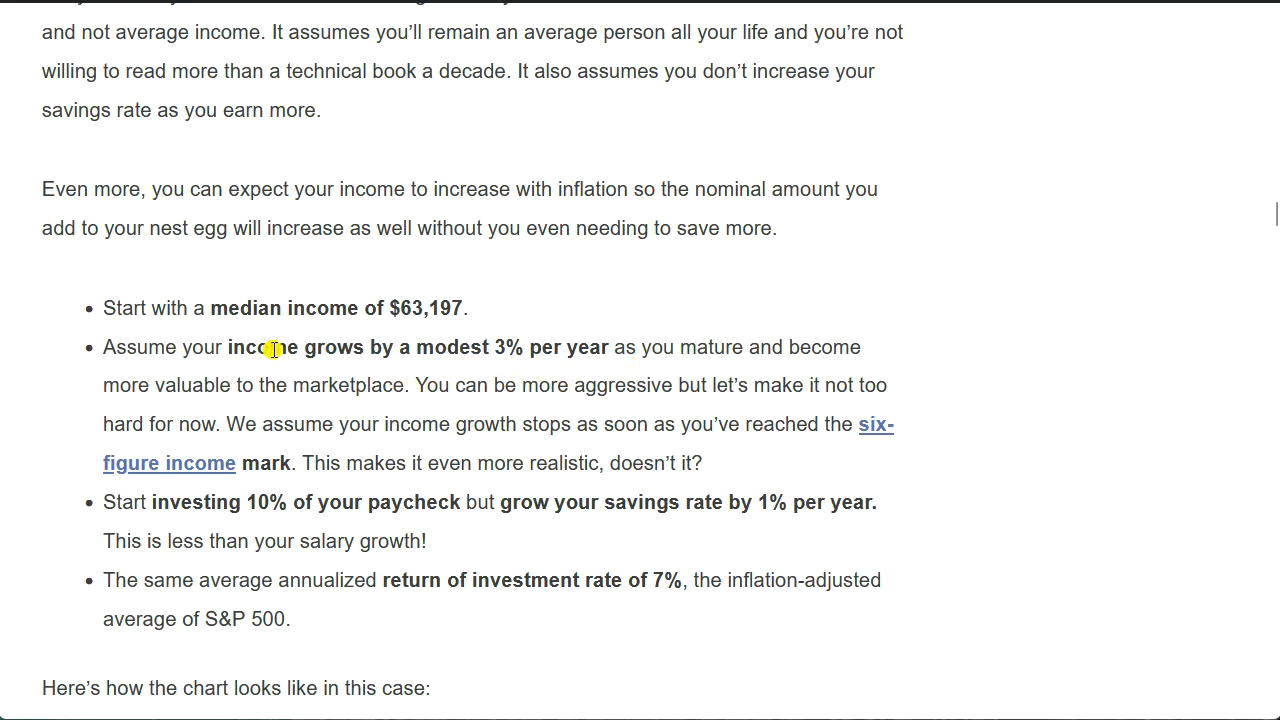 and not average income. It assumes you’ll remain an average person all your life and you’re not
willing to read more than a technical book a decade. It also assumes you don’t increase your
savings rate as you earn more.
Even more, you can expect your income to increase with inflation so the nominal amount you
add to your nest egg will increase as well without you even needing to save more.
• Start with a median income of $63,197.
• Assume your income grows by a modest 3% per year as you mature and become
more valuable to the marketplace. You can be more aggressive but let’s make it not too
hard for now. We assume your income growth stops as soon as you’ve reached the six-
figure income mark. This makes it even more realistic, doesn’t it?
• Start investing 10% of your paycheck but grow your savings rate by 1% per year.
This is less than your salary growth!
• The same average annualized return of investment rate of 7%, the inflation-adjusted
average of S&P 500.
Here’s how the chart looks like in this case: